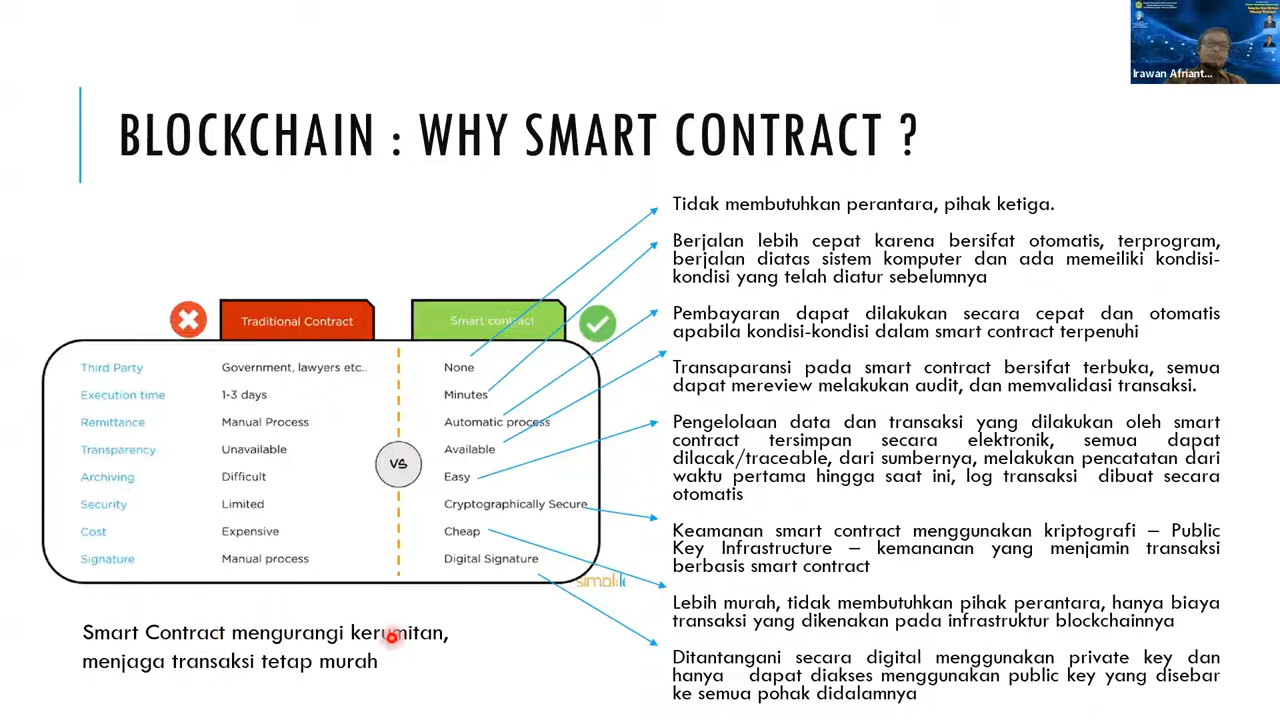 Irawan Afriant...
BLOCKCHAIN : WHY SMART CONTRACT ?
Traditional Contract
Smart contract
Third Party Government, lawyers etc.. None
Execution time 1-3 days Minutes
Remittance Manual Process Automatic process
Transparency Unavailable Available
VS
Archiving Difficult Easy
Security Limited Cryptographically Secure
Cost Expensive Cheap
Signature Manual process Digital Signature
Smart Contract mengurangi kerumitan,
menjaga transaksi tetap murah
Tidak membutuhkan perantara, pihak ketiga.
Berjalan lebih cepat karena bersifat otomatis, terprogram,
berjalan diatas sistem komputer dan ada memeiliki kondisi-
kondisi yang telah diatur sebelumnya
Pembayaran dapat dilakukan secara cepat dan otomatis
apabila kondisi-kondisi dalam smart contract terpenuhi
Transaparansi pada smart contract bersifat terbuka, semua
dapat mereview melakukan audit, dan memvalidasi transaksi.
Pengelolaan data dan transaksi yang dilakukan oleh smart
contract tersimpan secara elektronik, semua dapat
dilacak/traceable, dari sumbernya, melakukan pencatatan dari
waktu pertama hingga saat ini, log transaksi dibuat secara
otomatis
Keamanan smart contract menggunakan kriptografi – Public
Key Infrastructure – kemananan yang menjamin transaksi
berbasis smart contract
Lebih murah, tidak membutuhkan pihak perantara, hanya biaya
transaksi yang dikenakan pada infrastruktur blockchainnya
Ditantangani secara digital menggunakan private key dan
hanya dapat diakses menggunakan public key yang disebar
ke semua pohak didalamnya